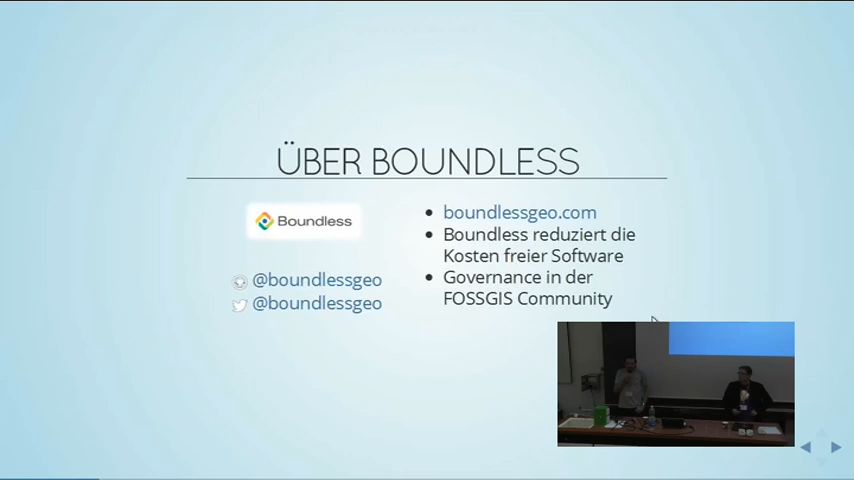 ÜBER BOUNDLESS
Boundless
@boundlessgeo
@boundlessgeo
boundlessgeo.com
Boundless reduziert die
Kosten freier Software
Governance in der
FOSSGIS Community